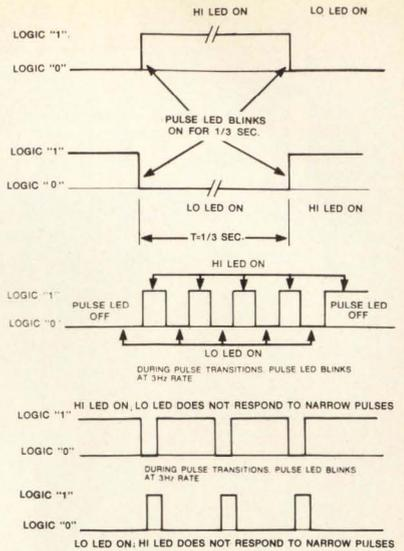 HI LED ON LO LED ON
LOGIC "1".
LOGIC "0"
PULSE LED BLINKS
ON FOR 1/3 SEC.
LOGIC "1"
LOGIC "0"
LO LED ON HI LED ON
T=1/3 SEC.
HI LED ON
LOGIC "1"
PULSE LED OFF
PULSE LED OFF
LOGIC "0"
LO LED ON
DURING PULSE TRANSITIONS. PULSE LED BLINKS
AT 3Hz RATE
HI LED ON, LO LED DOES NOT RESPOND TO NARROW PULSES
LOGIC "1"
LOGIC "0"
DURING PULSE TRANSITIONS. PULSE LED BLINKS
AT 3Hz RATE
LOGIC "1"
LOGIC "0"
LO LED ON; HI LED DOES NOT RESPOND TO NARROW PULSES